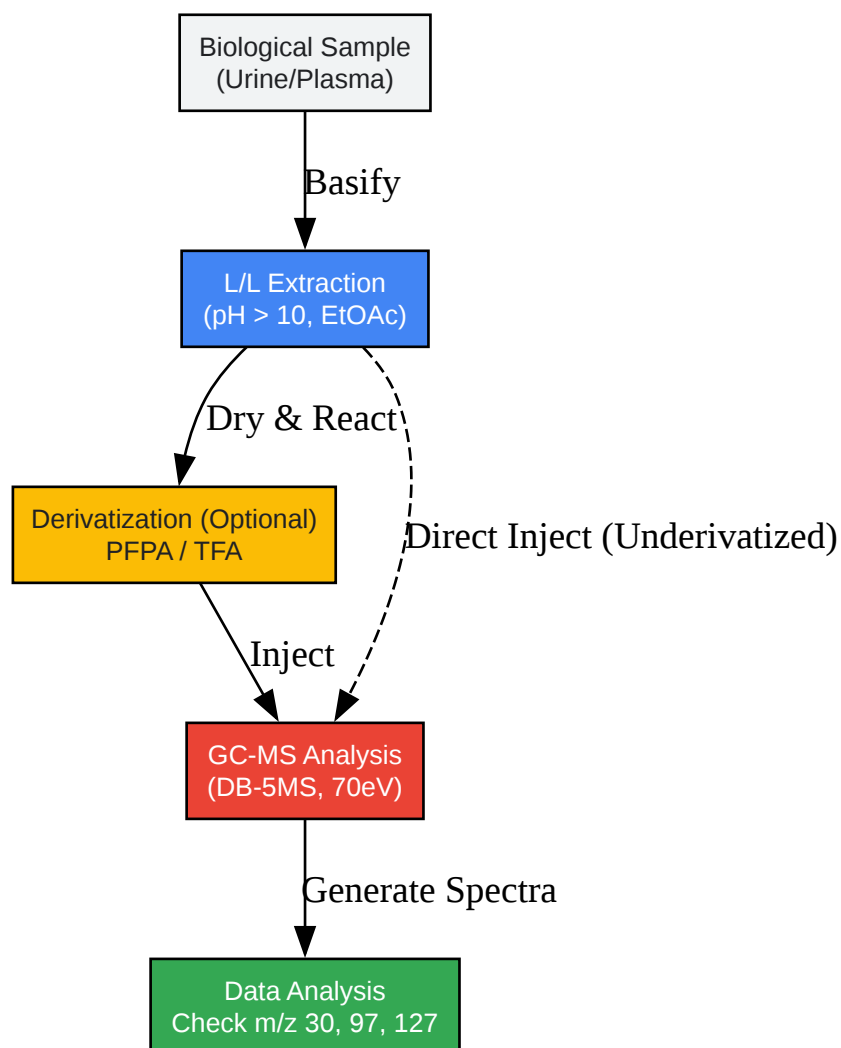 Biological Sample
(Urine/Plasma)
Basify
L/L Extraction
(pH > 10, EtOAc)
Dry & React
Derivatization (Optional)
PFPA / TFA
Direct Inject (Underivatized)
Inject
GC-MS Analysis
(DB-5MS, 70eV)
Generate Spectra
Data Analysis
Check m/z 30, 97, 127